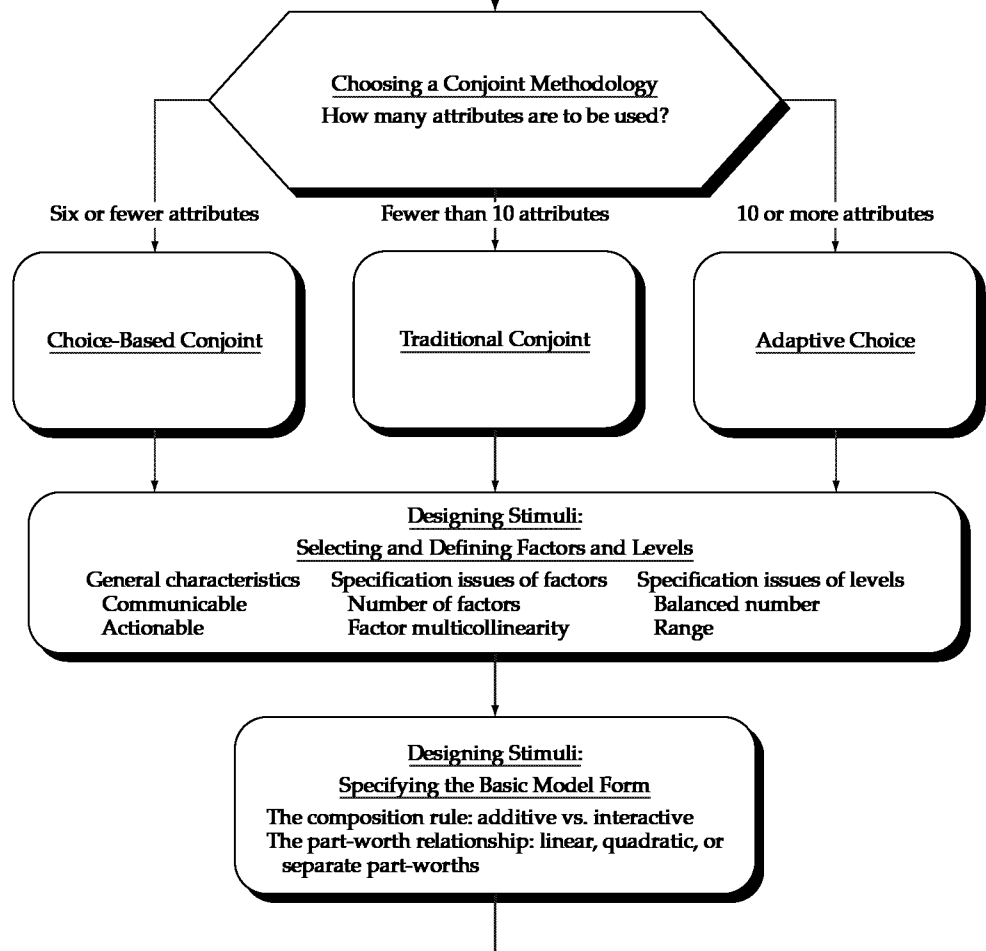 Choosing a Conjoint Methodology
How many attributes are to be used?
Six or fewer attributes
Fewer than 10 attributes
10 or more attributes
Choice-Based Conjoint
Traditional Conjoint
Adaptive Choice
Designing Stimuli:
Selecting and Defining Factors and Levels
General characteristics
Communicable
Actionable
Specification issues of factors
Number of factors
Factor multicollinearity
Specification issues of levels
Balanced number
Range
Designing Stimuli:
Specifying the Basic Model Form
The composition rule: additive vs. interactive
The part-worth relationship: linear, quadratic, or
separate part-worths